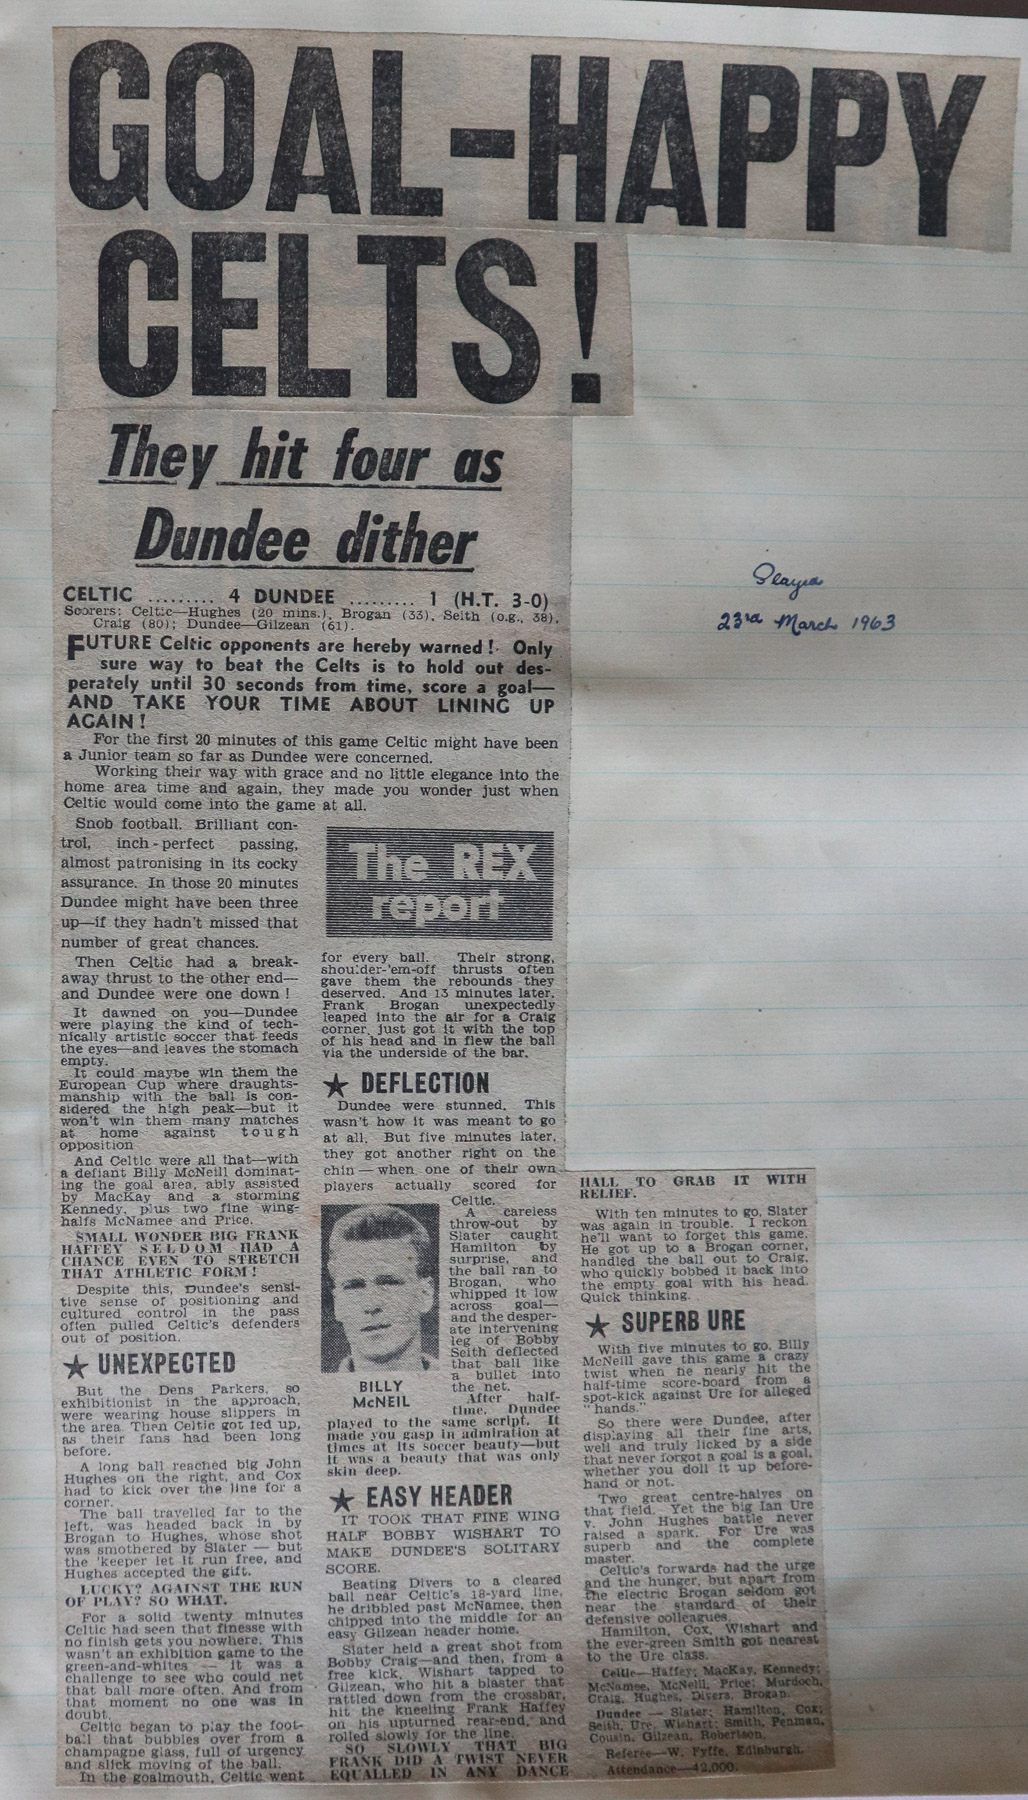 GOAL-HAPPY
CELTS!
They hit four as
Dundee dither
23rd March 1963
CELTIC ......... 4 DUNDEE ......... 1 (H.T. 3-0)
Scorers: Celtic—Hughes (20 mins.), Brogan (33), Seith (o.g., 38),
Craig (80); Dundee—Gilzean (61).
FUTURE Celtic opponents are hereby warned! Only
sure way to beat the Celts is to hold out des-
perately until 30 seconds from time, score a goal—
AND TAKE YOUR TIME ABOUT LINING UP
AGAIN!
For the first 20 minutes of this game Celtic might have been
a Junior team so far as Dundee were concerned.
Working their way with grace and no little elegance into the
home area time and again, they made you wonder just when
Celtic would come into the game at all.
Snob football. Brilliant con-
trol, inch-perfect passing,
almost patronising in its cocky
assurance. In those 20 minutes
Dundee might have been three
up—if they hadn't missed that
number of great chances.
Then Celtic had a break-
away thrust to the other end—
and Dundee were one down!
It dawned on you—Dundee
were playing the kind of tech-
nically artistic soccer that feeds
the eyes—and leaves the stomach
empty.
It could maybe win them the
European Cup where draughts-
manship with the ball is con-
sidered the high peak—but it
won't win them many matches
at home against tough
opposition
And Celtic were all that—with
a defiant Billy McNeill dominat-
ing the goal area, ably assisted
by MacKay and a storming
Kennedy, plus two fine wing-
halfs McNamee and Price.
SMALL WONDER BIG FRANK
HAFFEY SELDOM HAD A
CHANCE EVEN TO STRETCH
THAT ATHLETIC FORM!
Despite this, Dundee's sensi-
tive sense of positioning and
cultured control in the pass
often pulled Celtic's defenders
out of position.
★ UNEXPECTED
But the Dens Parkers, so
exhibitionist in the approach,
were wearing house slippers in
the area. Then Celtic got fed up,
as their fans had been long
before.
A long ball reached big John
Hughes on the right, and Cox
had to kick over the line for a
corner.
The ball travelled far to the
left, was headed back in by
Brogan to Hughes, whose shot
was smothered by Slater — but
the 'keeper let it run free, and
Hughes accepted the gift.
LUCKY? AGAINST THE RUN
OF PLAY? SO WHAT.
For a solid twenty minutes
Celtic had seen that finesse with
no finish gets you nowhere. This
wasn't an exhibition game to the
green-and-whites — it was a
challenge to see who could net
that ball more often. And from
that moment no one was in
doubt.
Celtic began to play the foot-
ball that bubbles over from a
champagne glass, full of urgency
and slick moving of the ball.
In the goalmouth, Celtic went
The REX
report
for every ball. Their strong,
shoulder-'em-off thrusts often
gave them the rebounds they
deserved. And 13 minutes later,
Frank Brogan unexpectedly
leaped into the air for a Craig
corner, just got it with the top
of his head and in flew the ball
via the underside of the bar.
★ DEFLECTION
Dundee were stunned. This
wasn't how it was meant to go
at all. But five minutes later,
they got another right on the
chin — when one of their own
players actually scored for
Celtic.
A careless
throw-out by
Slater caught
Hamilton by
surprise, and
the ball ran to
Brogan, who
whipped it low
across goal—
and the desper-
ate intervening
leg of Bobby
Seith deflected
that ball like
a bullet into
the net.
BILLY
McNEIL
After half-
time, Dundee
played to the same script. It
made you gasp in admiration at
times at its soccer beauty—but
it was a beauty that was only
skin deep.
★ EASY HEADER
IT TOOK THAT FINE WING
HALF BOBBY WISHART TO
MAKE DUNDEE'S SOLITARY
SCORE.
Beating Divers to a cleared
ball near Celtic's 18-yard line,
he dribbled past McNamee, then
chipped into the middle for an
easy Gilzean header home.
Slater held a great shot from
Bobby Craig—and then, from a
free kick, Wishart tapped to
Gilzean, who hit a blaster that
rattled down from the crossbar,
hit the kneeling Frank Haffey
on his upturned rear-end, and
rolled slowly for the line.
SO SLOWLY THAT BIG
FRANK DID A TWIST NEVER
EQUALLED IN ANY DANCE
HALL TO GRAB IT WITH
RELIEF.
With ten minutes to go, Slater
was again in trouble. I reckon
he'll want to forget this game.
He got up to a Brogan corner,
handled the ball out to Craig,
who quickly bobbed it back into
the empty goal with his head.
Quick thinking.
★ SUPERB URE
With five minutes to go, Billy
McNeill gave this game a crazy
twist when he nearly hit the
half-time score-board from a
spot-kick against Ure for alleged
"hands."
So there were Dundee, after
displaying all their fine arts,
well and truly licked by a side
that never forgot a goal is a goal,
whether you doll it up before-
hand or not.
Two great centre-halves on
that field. Yet the big Ian Ure
v. John Hughes battle never
raised a spark. For Ure was
superb and the complete
master.
Celtic's forwards had the urge
and the hunger, but apart from
the electric Brogan seldom got
near the standard of their
defensive colleagues.
Hamilton, Cox, Wishart and
the ever-green Smith got nearest
to the Ure class.
Celtic—Haffey; MacKay, Kennedy;
McNamee, McNeill, Price; Murdoch,
Craig, Hughes, Divers, Brogan.
Dundee — Slater; Hamilton, Cox;
Seith, Ure, Wishart; Smith, Penman,
Cousin, Gilzean, Robertson.
Referee—W. Fyffe, Edinburgh.
Attendance—42,000.